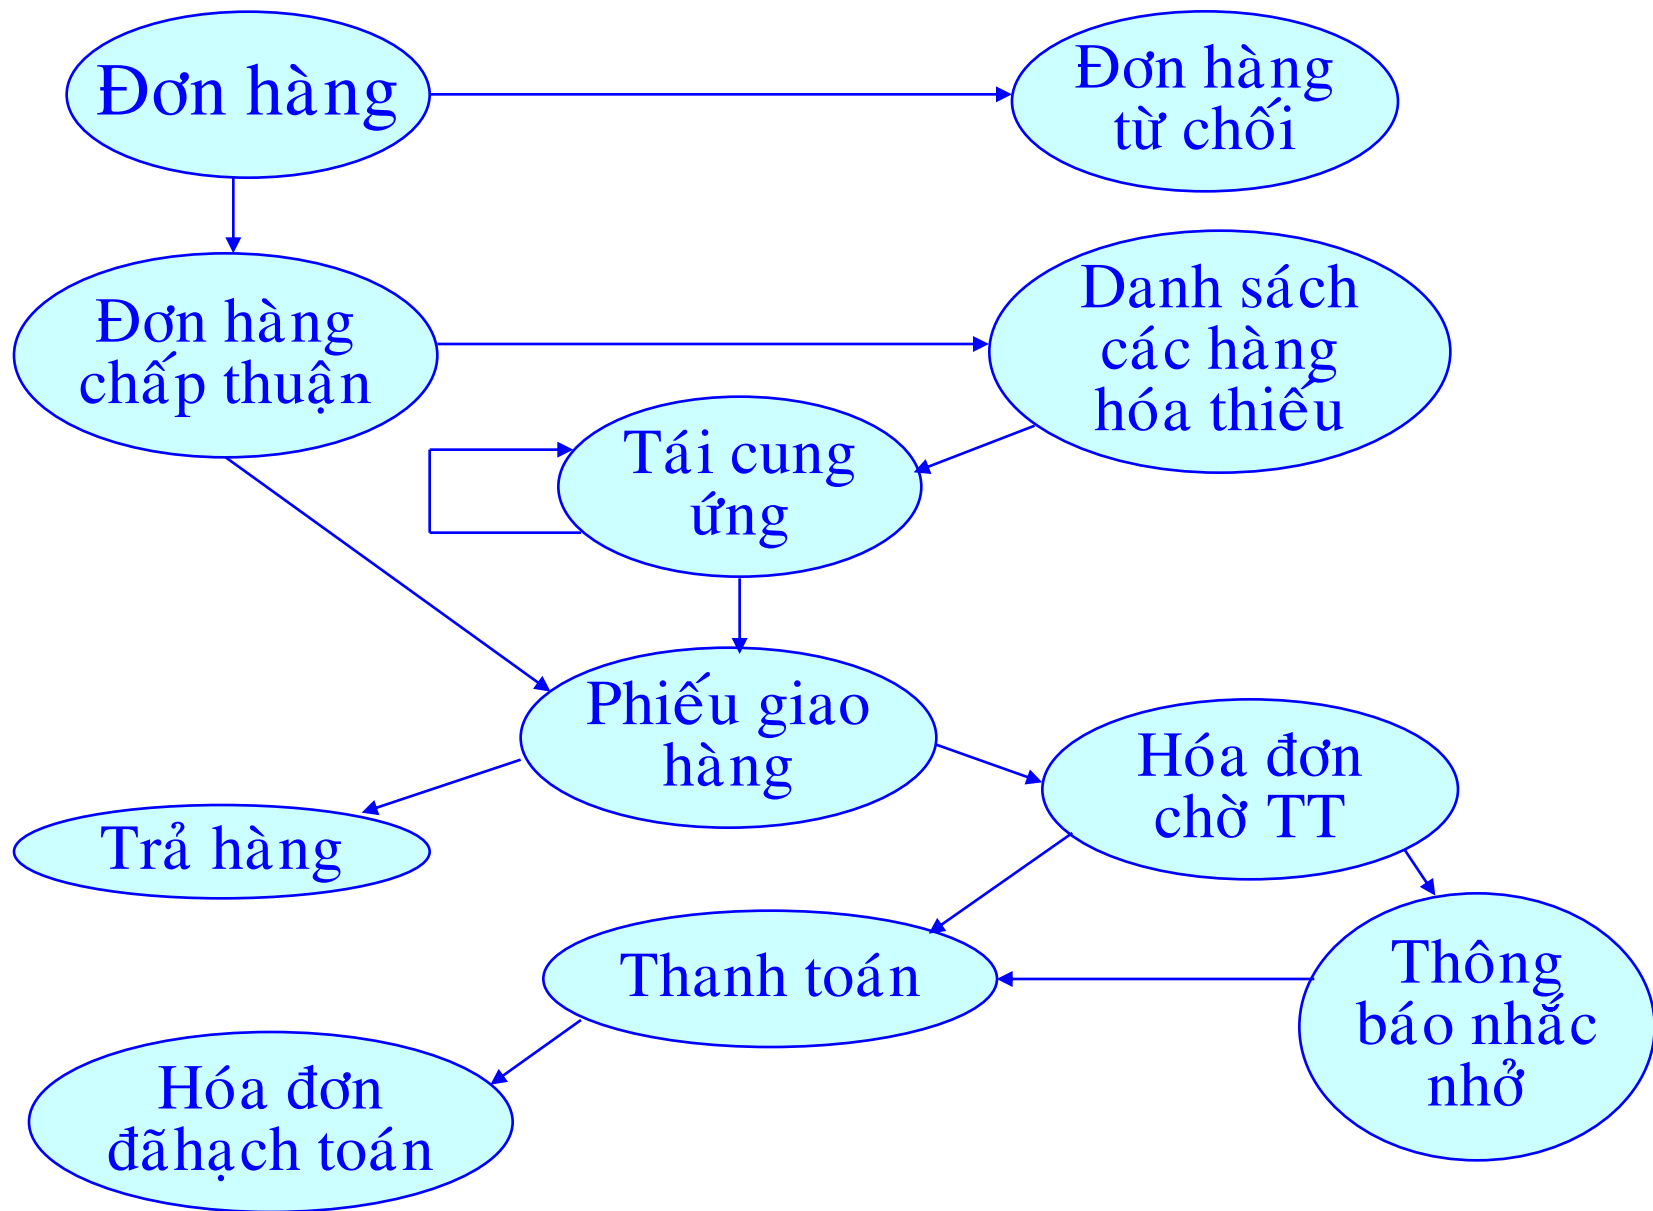 Đơn hàng
Đơn hàng
từ chối
Đơn hàng
chấp thuận
Danh sách
các hàng
hóa thiếu
Tái cung
ứng
Phiếu giao
hàng
Hóa đơn
chờ TT
Trả hàng
Thanh toán
Thông
báo nhắc
nhở
Hóa đơn
đãhạch toán